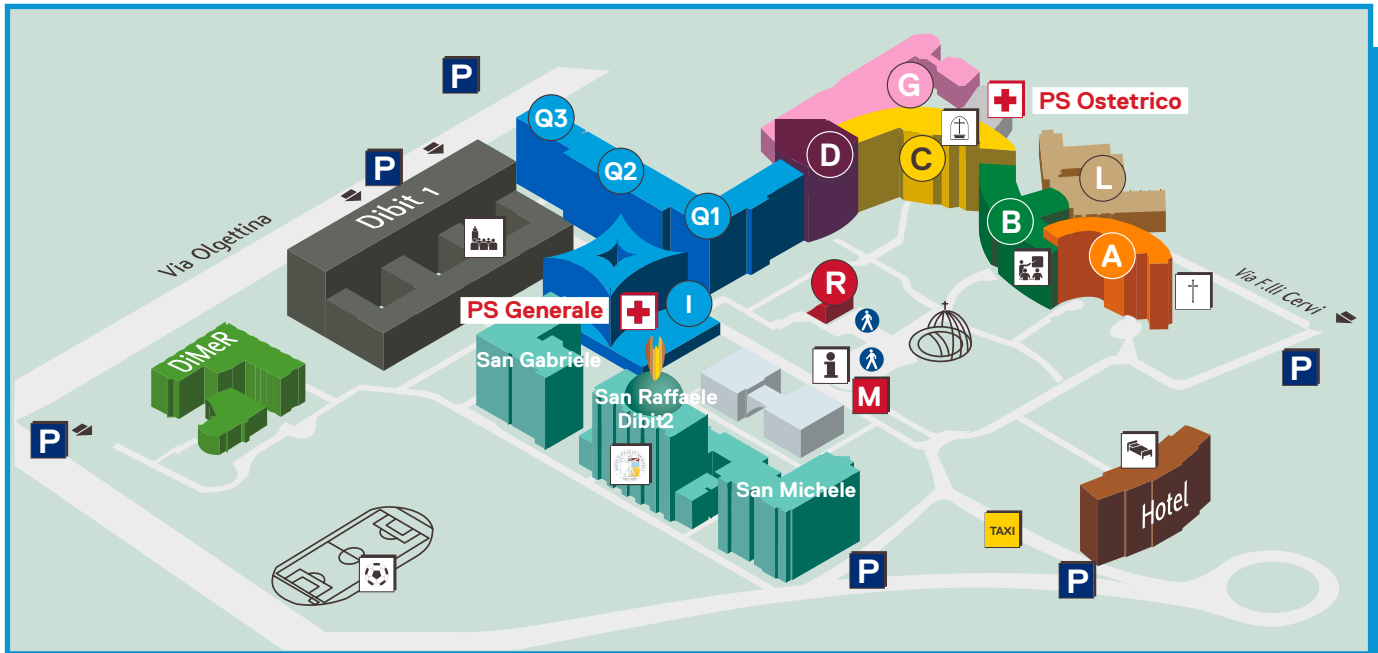 P
G
PS Ostetrico
Q3
P
D
C
Q2
Dibit 1
L
Q1
B
Via Olgettina
A
R
Via F.lli Cervi
PS Generale
I
DiMeR
San Gabriele
i
P
San Raffaele
Dibit2
M
P
San Michele
Hotel
TAXI
P
P